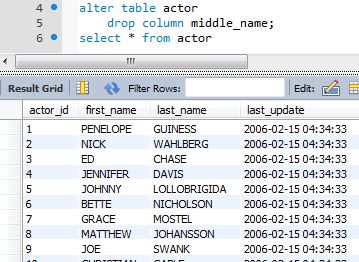 4 alter table actor
5 drop column middle_name;
6 select * from actor
Result Grid Filter Rows: Edit:
actor_id first_name last_name last_update
1 PENELOPE GUINESS 2006-02-15 04:34:33
2 NICK WAHLBERG 2006-02-15 04:34:33
3 ED CHASE 2006-02-15 04:34:33
4 JENNIFER DAVIS 2006-02-15 04:34:33
5 JOHNNY LOLLOBRIGIDA 2006-02-15 04:34:33
6 BETTE NICHOLSON 2006-02-15 04:34:33
7 GRACE MOSTEL 2006-02-15 04:34:33
8 MATTHEW JOHANSSON 2006-02-15 04:34:33
9 JOE SWANK 2006-02-15 04:34:33